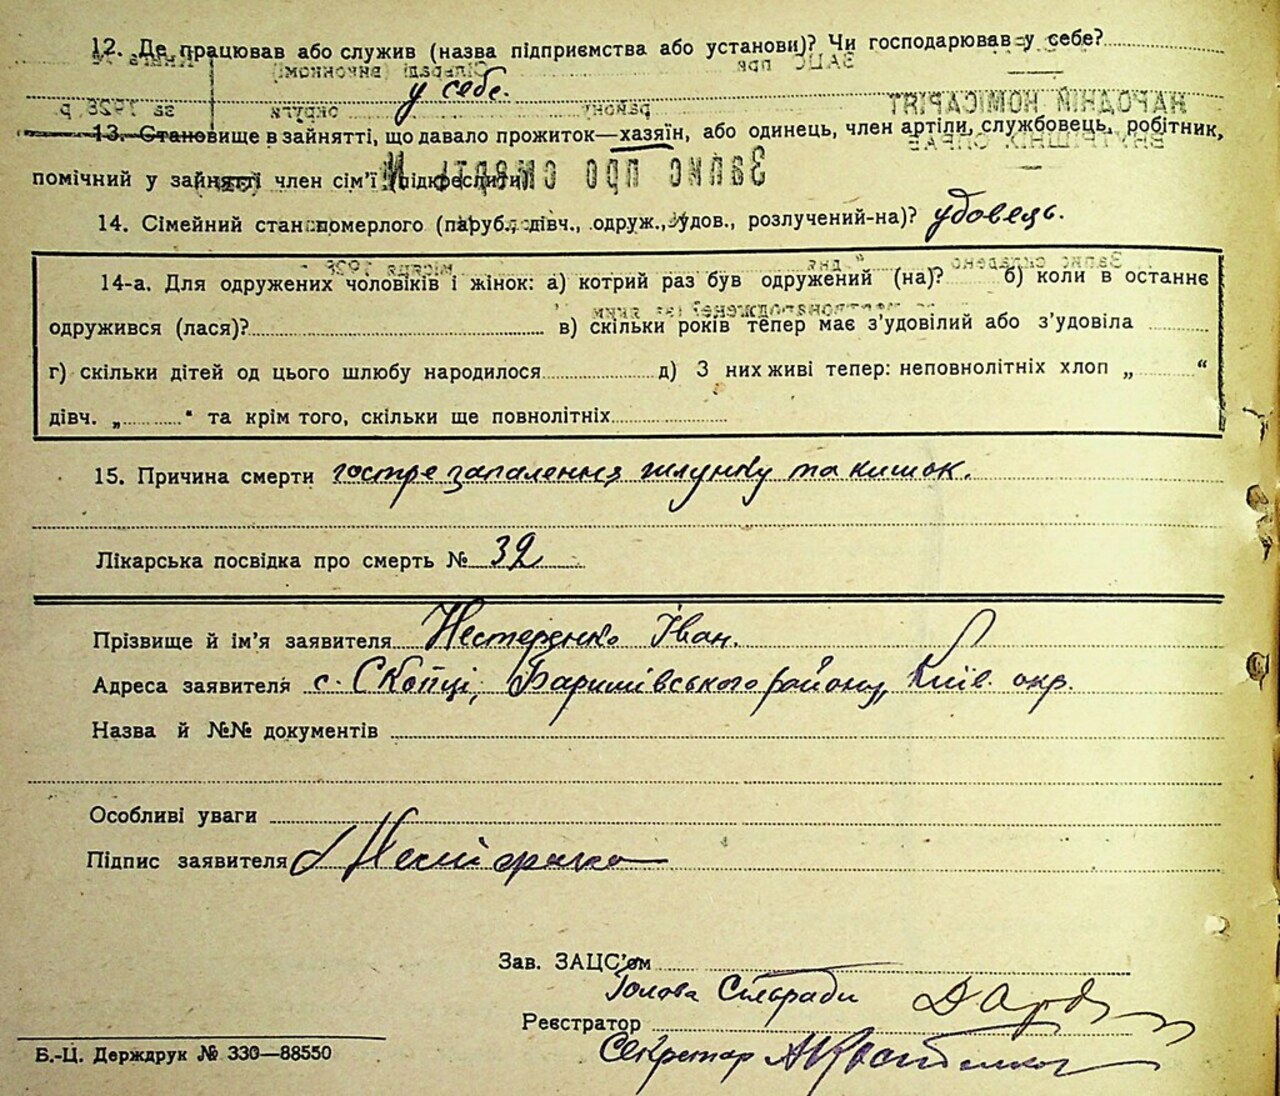 12. Де працював або служив (назва підприємства або установи)? Чи господарював у себе?
у себе.
13. Становище в зайнятті, що давало прожиток—хазяїн, або одинець, член артіли, службовець, робітник,
помічний у зайнятті член сім’ї (підкреслити)
14. Сімейний стан померлого (паруб., дівч., одруж., удов., розлучений-на)? удовець.
14-а. Для одружених чоловіків і жінок: а) котрий раз був одружений (на)? б) коли в останнє
одружився (лася)? в) скільки років тепер має з’удовілий або з’удовіла
г) скільки дітей од цього шлюбу народилося д) З них живі тепер: неповнолітніх хлоп „ “
дівч. „ “ та крім того, скільки ще повнолітніх
15. Причина смерти гостре запалення шлунку та кишок.
Лікарська посвідка про смерть № 32
Прізвище й ім’я заявителя Нестеренко Іван.
Адреса заявителя с. Скопці, Баришівського району, Київ. окр.
Назва й №№ документів
Особливі уваги
Підпис заявителя
Зав. ЗАЦС’ом
Голова Сільради
Реєстратор
Секретар
Б.-Ц. Держдрук № 330—88550